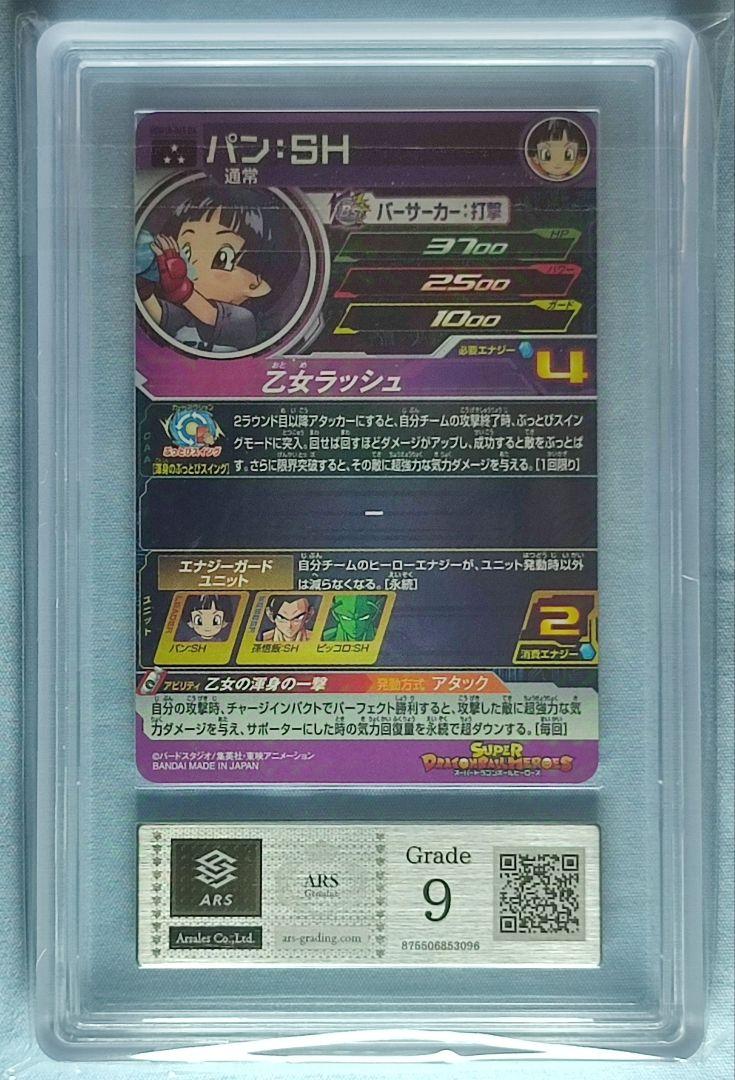 パン:SH
通常
バーサーカー:打撃
HP
3700
パワー
2500
ガード
1000
必要エナジー
4
乙女ラッシュ
おとめ
CAA
ぶっとびスイング
[渾身のぶっとびスイング]
2ラウンド目以降アタッカーにすると、自分チームの攻撃終了時、ぶっとびスイン
グモードに突入。回せば回すほどダメージがアップし、成功すると敵をぶっとば
す。さらに限界突破すると、その敵に超強力な気力ダメージを与える。[1回限り]
ー
ユニット
エナジーガード
ユニット
自分チームのヒーローエナジーが、ユニット発動時以外
は減らなくなる。[永続]
LEADER
パン:SH
MEMBER
孫悟飯:SH
ピッコロ:SH
2
消費エナジー
アビリティ 乙女の渾身の一撃
発動方式 アタック
自分の攻撃時、チャージインパクトでパーフェクト勝利すると、攻撃した敵に超強力な気
力ダメージを与え、サポーターにした時の気力回復量を永続で超ダウンする。[毎回]
©バードスタジオ/集英社・東映アニメーション
BANDAI MADE IN JAPAN
SUPER
DRAGONBALL HEROES
スーパードラゴンボールヒーローズ
ARS
Arsales Co.,Ltd.
ARS
ars-grading.com
Grade
9
875506853096